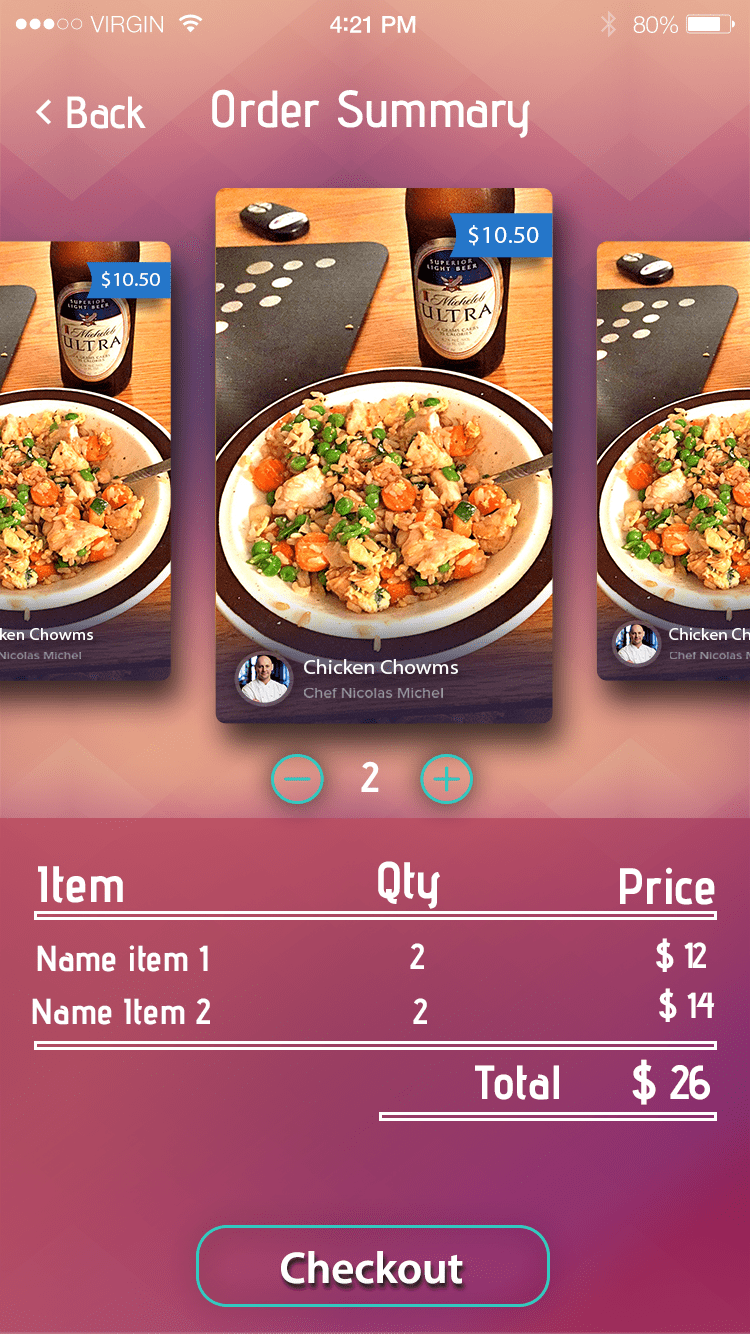 VIRGIN 4:21 PM 80%
< Back Order Summary
$10.50
SUPERIOR
LIGHT BEER
Michelob
ULTRA
ken Chowms
Nicolas Michel
$10.50
SUPERIOR
LIGHT BEER
Michelob
ULTRA
Chicken Chowms
Chef Nicolas Michel
Chicken Ch
Chef Nicolas M
2
Item Qty Price
Name item 1 2 $ 12
Name Item 2 2 $ 14
Total $ 26
Checkout